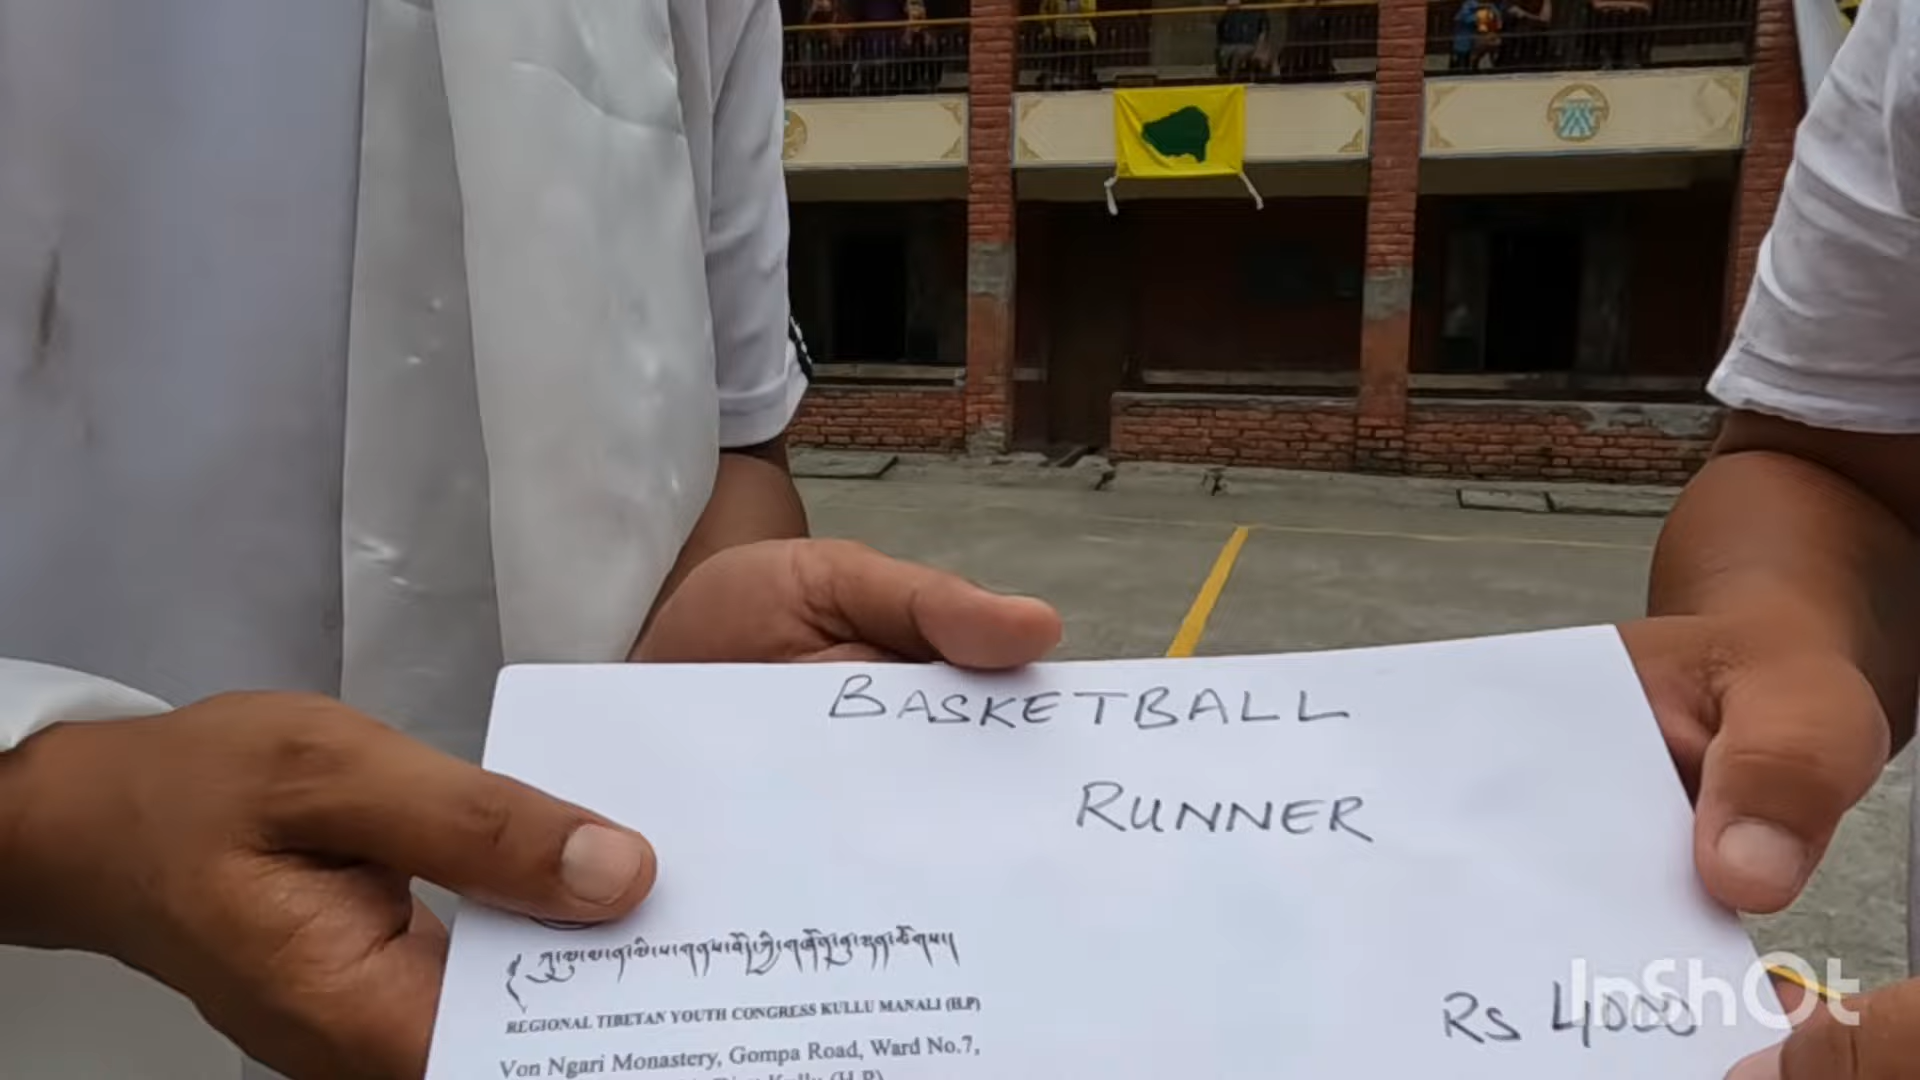 BASKETBALL
RUNNER
REGIONAL TIBETAN YOUTH CONGRESS KULLU MANALI (H.P)
Von Ngari Monastery, Gompa Road, Ward No.7,
Kullu (H.P)
Rs 4000
InShOt